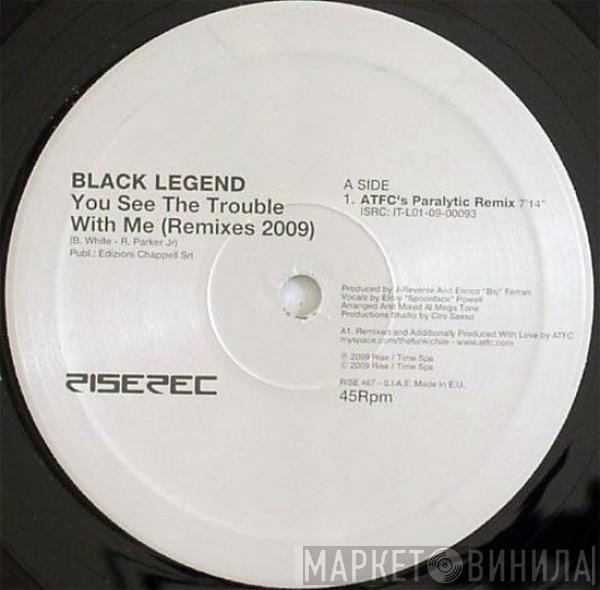 BLACK LEGEND
You See The Trouble
With Me (Remixes 2009)
(B. White - R. Parker Jr)
Publ.: Edizioni Chappell Srl
RISEREC
A SIDE
1. ATFC's Paralytic Remix 7'14"
ISRC: IT-L01-09-00093
Produced by J-Reverse And Enrico "Bsj" Ferrari
Vocals by Elroy "Spoonface" Powell
Arranged And Mixed At Mega Tone
Productions Studio by Ciro Sasso
A1. Remixed and Additionally Produced With Love by ATFC
myspace.com/thefunkichile - www.atfc.com
℗ 2009 Rise / Time Spa
© 2009 Rise / Time Spa
RISE 467 - S.I.A.E. Made In E.U.
45Rpm
МАРКЕТ ВИНИЛА